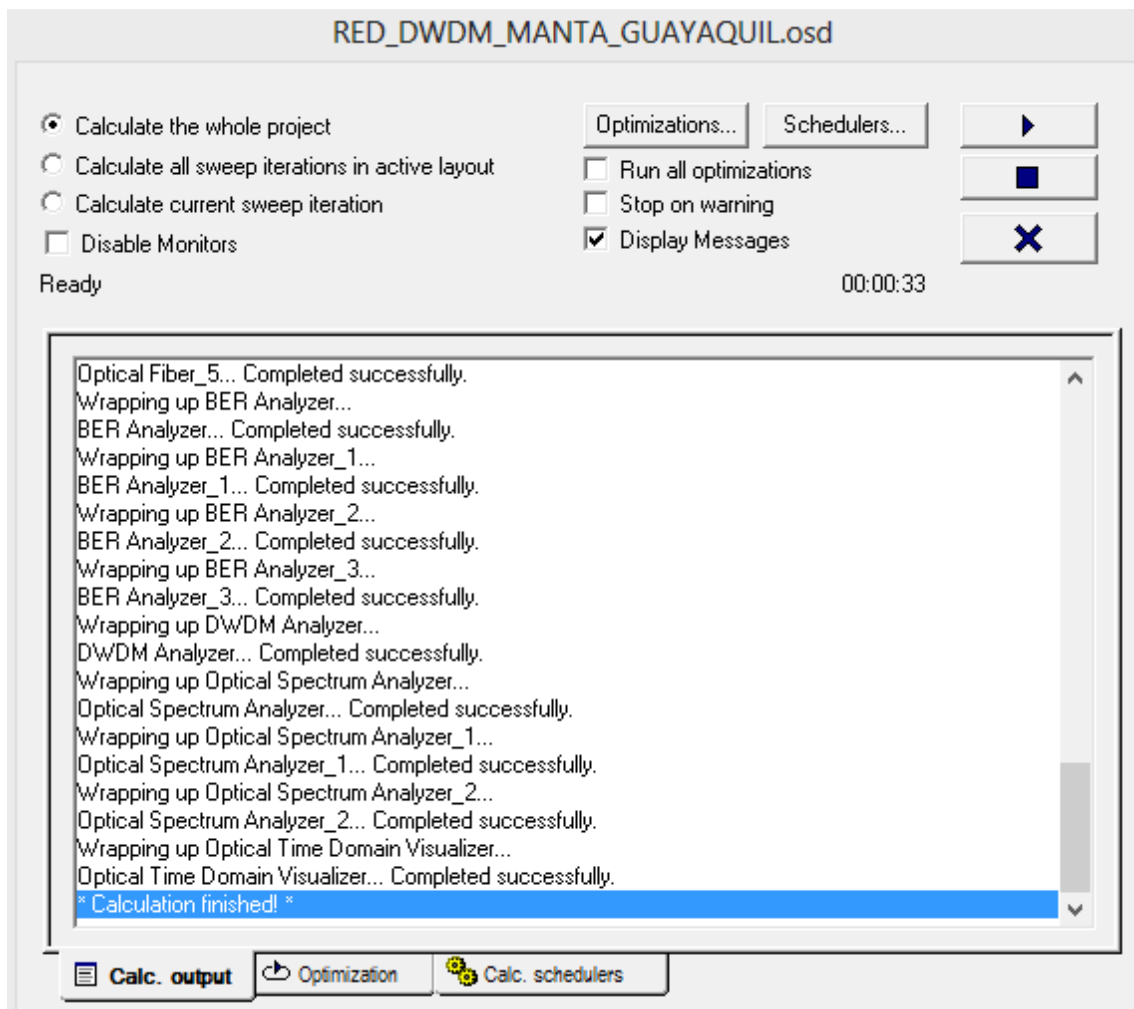 RED_DWDM_MANTA_GUAYAQUIL.osd
Calculate the whole project
Optimizations...
Schedulers...
Calculate all sweep iterations in active layout
Run all optimizations
Calculate current sweep iteration
Stop on warning
Disable Monitors
Display Messages
Ready
00:00:33
Optical Fiber_5... Completed successfully.
Wrapping up BER Analyzer...
BER Analyzer... Completed successfully.
Wrapping up BER Analyzer_1...
BER Analyzer_1... Completed successfully.
Wrapping up BER Analyzer_2...
BER Analyzer_2... Completed successfully.
Wrapping up BER Analyzer_3...
BER Analyzer_3... Completed successfully.
Wrapping up DWDM Analyzer...
DWDM Analyzer... Completed successfully.
Wrapping up Optical Spectrum Analyzer...
Optical Spectrum Analyzer... Completed successfully.
Wrapping up Optical Spectrum Analyzer_1...
Optical Spectrum Analyzer_1... Completed successfully.
Wrapping up Optical Spectrum Analyzer_2...
Optical Spectrum Analyzer_2... Completed successfully.
Wrapping up Optical Time Domain Visualizer...
Optical Time Domain Visualizer... Completed successfully.
* Calculation finished! *
Calc. output
Optimization
Calc. schedulers